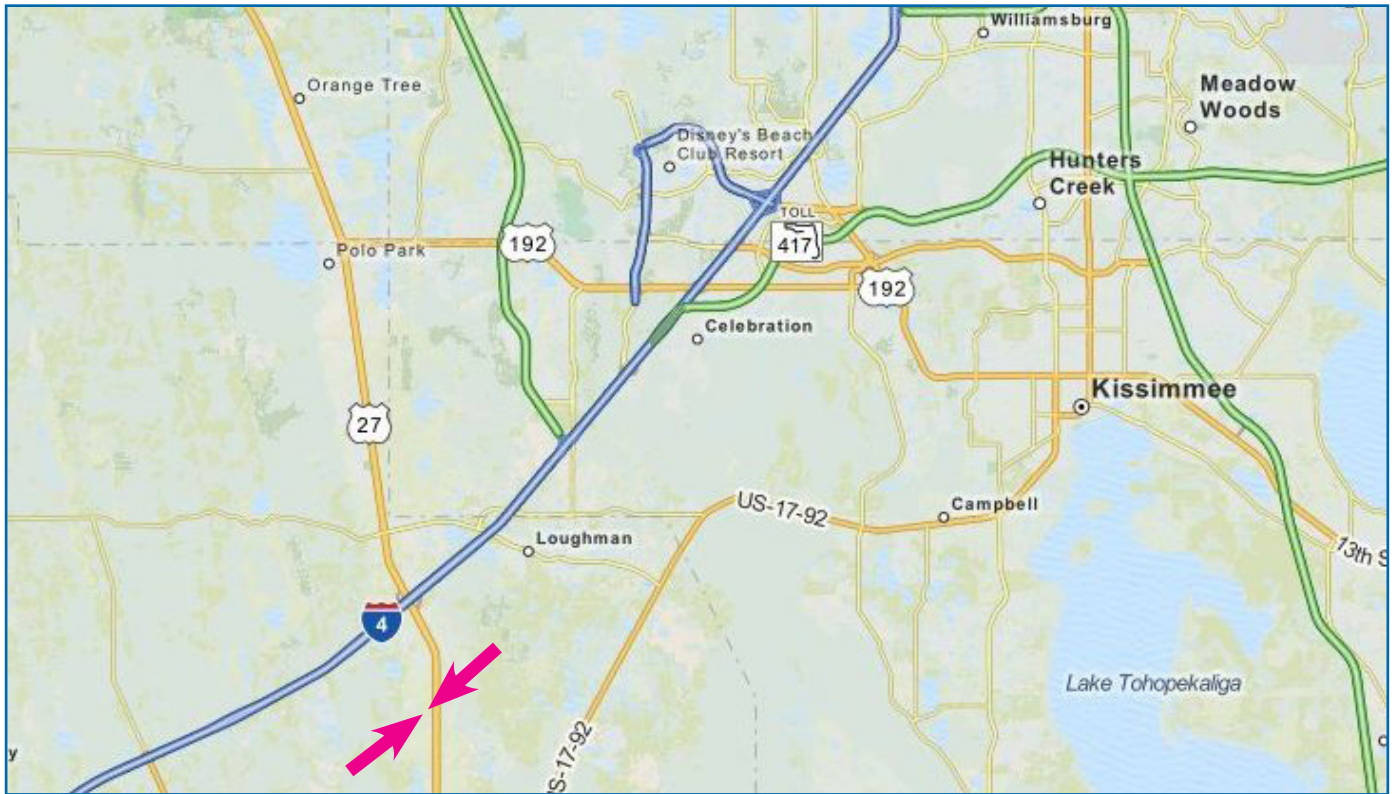 Williamsburg
Orange Tree
Meadow
Woods
Disney's Beach
Club Resort
Hunters
Creek
TOLL
417
192
Polo Park
192
Celebration
Kissimmee
27
US-17-92
Campbell
Loughman
13th S
4
Lake Tohopekaliga
US-17-92
y